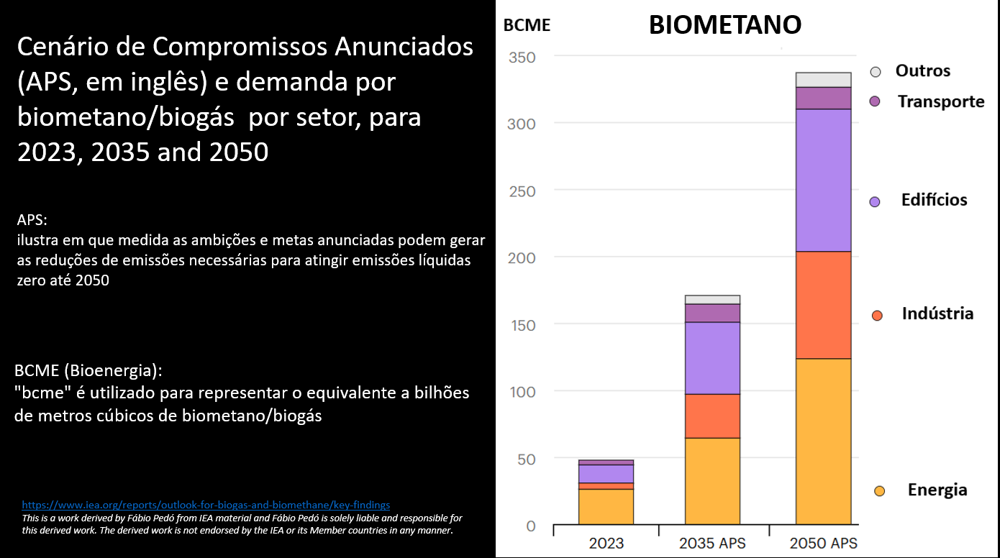 Cenário de Compromissos Anunciados
(APS, em inglês) e demanda por
biometano/biogás  por setor, para
2023, 2035 and 2050
APS:
ilustra em que medida as ambições e metas anunciadas podem gerar
as reduções de emissões necessárias para atingir emissões líquidas
zero até 2050
BCME (Bioenergia):
"bcme" é utilizado para representar o equivalente a bilhões
de metros cúbicos de biometano/biogás
https://www.iea.org/reports/outlook-for-biogas-and-biomethane/key-findings
This is a work derived by Fábio Pedó from IEA material and Fábio Pedó is solely liable and responsible for
this derived work. The derived work is not endorsed by the IEA or its Member countries in any manner.
BCME
BIOMETANO
350
300
250
200
150
100
50
0
2023
2035 APS
2050 APS
Outros
Transporte
Edifícios
Indústria
Energia